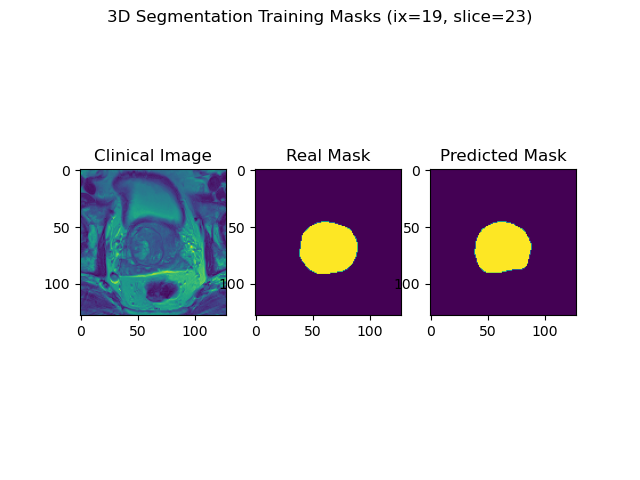 3D Segmentation Training Masks (ix=19, slice=23)
Clinical Image Real Mask Predicted Mask
0 0 0
50 50 50
100 100 100
0 50 100 0 50 100 0 50 100